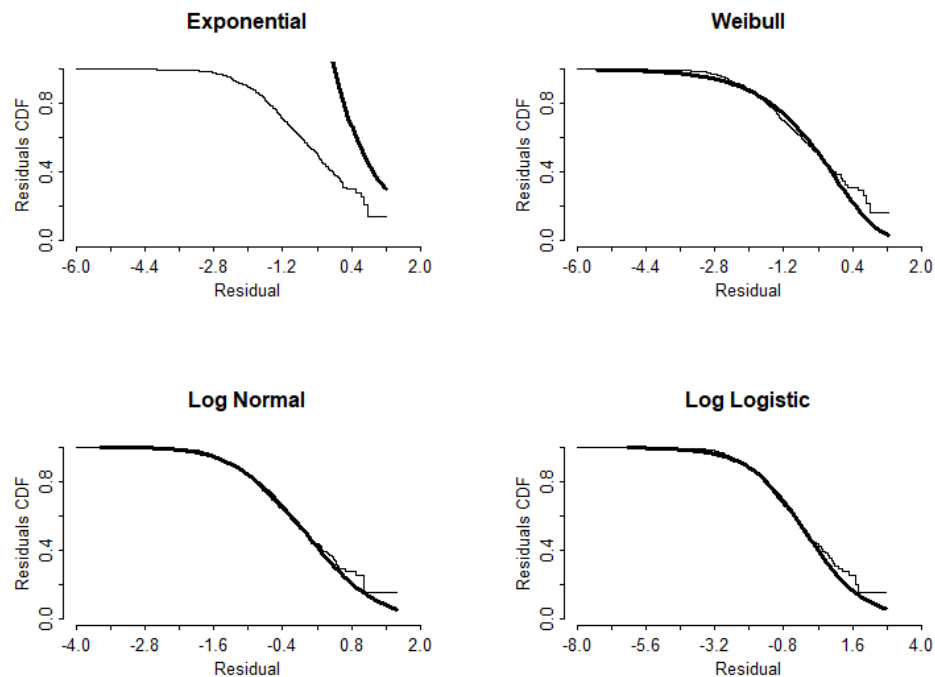 Exponential
Residuals CDF
0.0 0.4 0.8
-6.0 -4.4 -2.8 -1.2 0.4 2.0
Residual
Weibull
Residuals CDF
0.0 0.4 0.8
-6.0 -4.4 -2.8 -1.2 0.4 2.0
Residual
Log Normal
Residuals CDF
0.0 0.4 0.8
-4.0 -2.8 -1.6 -0.4 0.8 2.0
Residual
Log Logistic
Residuals CDF
0.0 0.4 0.8
-8.0 -5.6 -3.2 -0.8 1.6 4.0
Residual